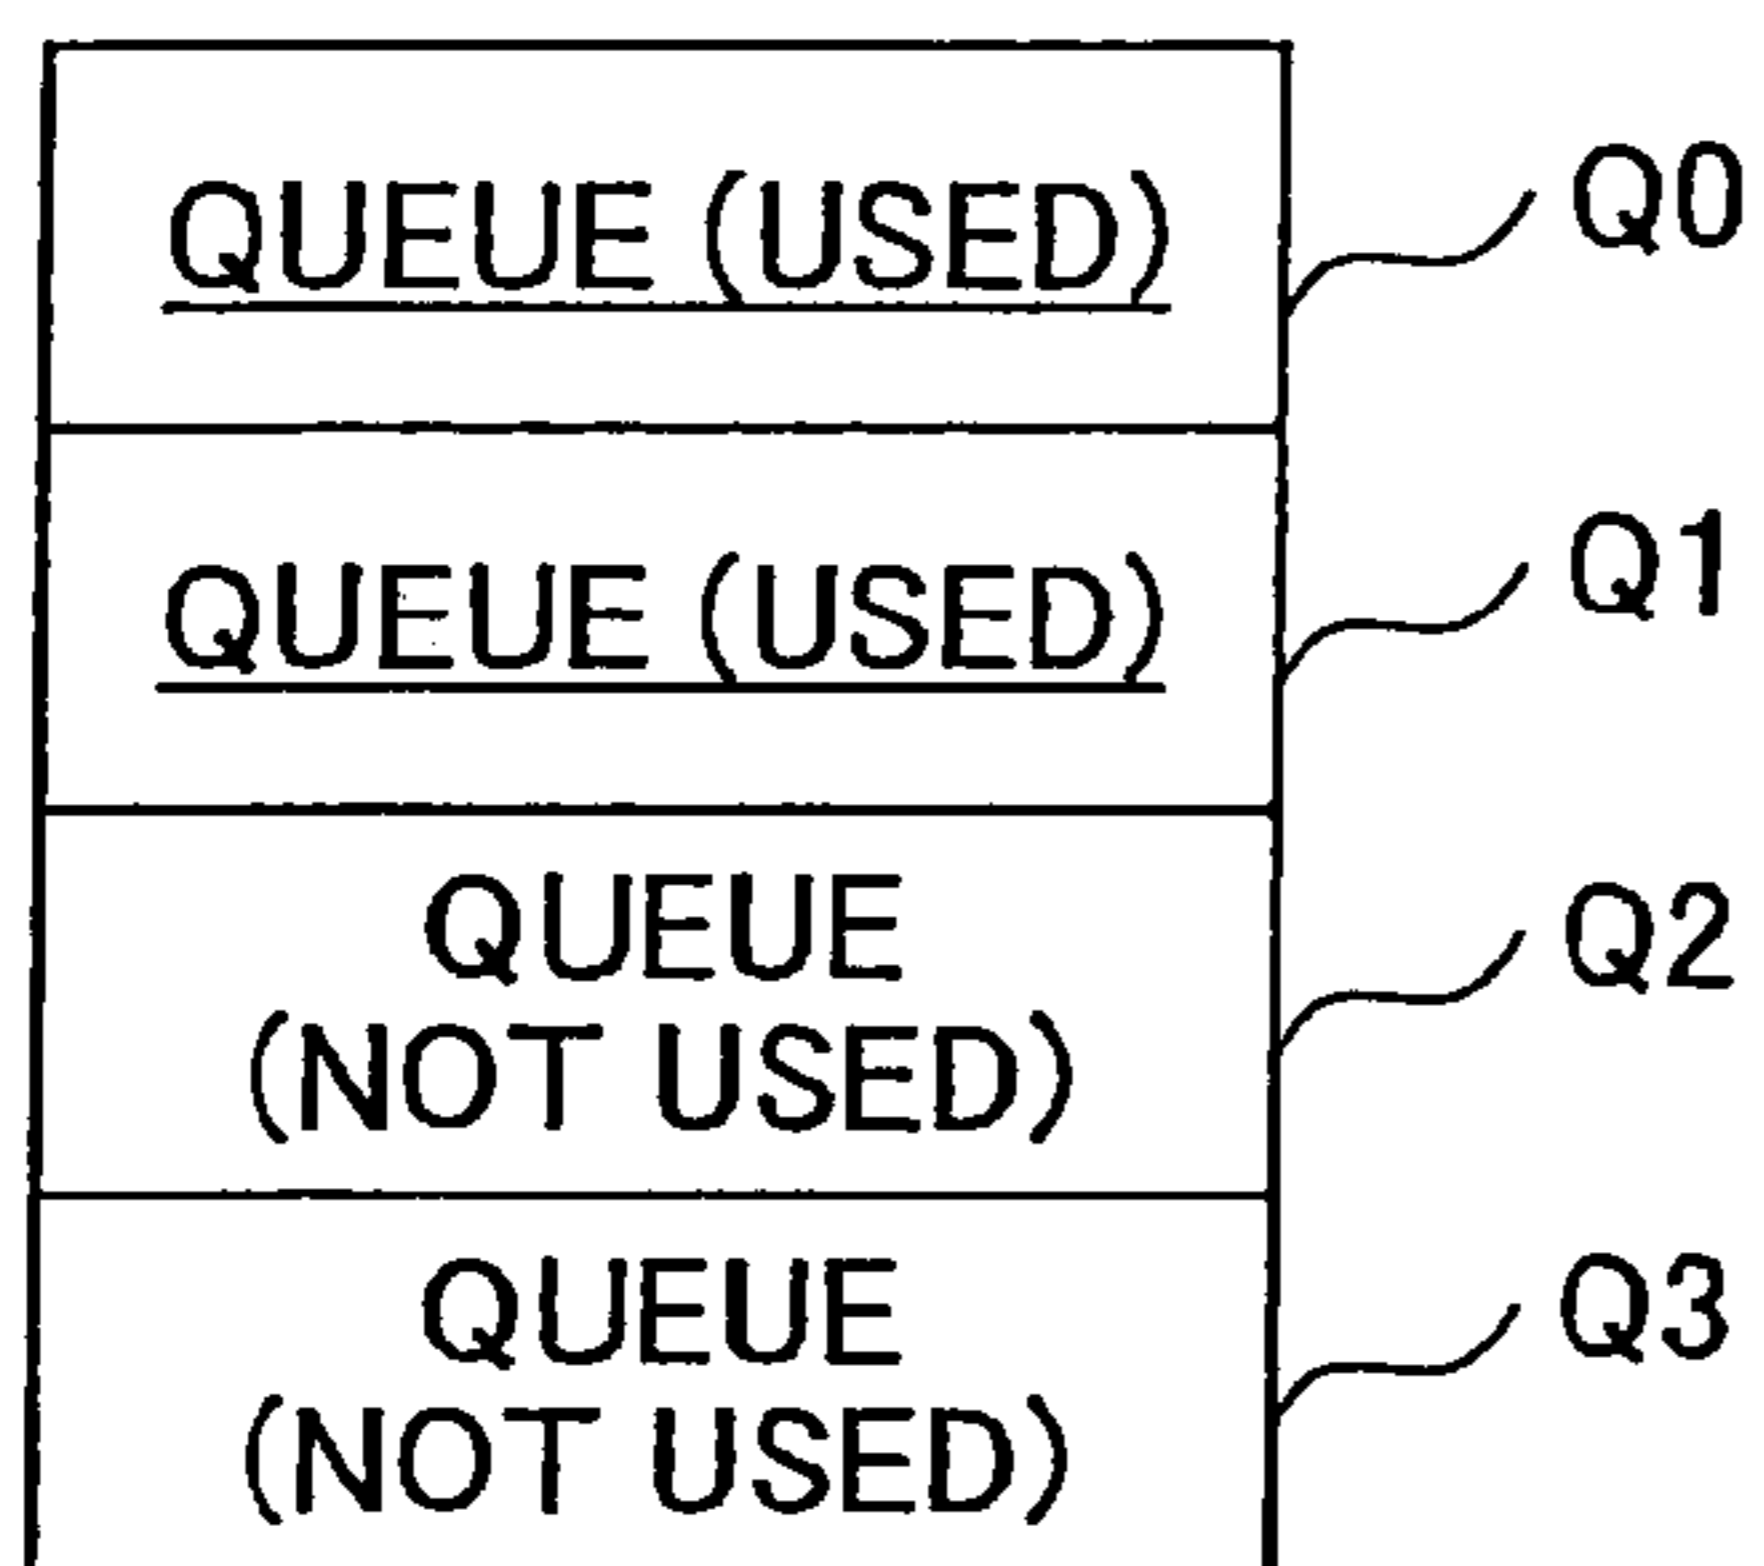 QUEUE (USED) Q0
QUEUE (USED) Q1
QUEUE
(NOT USED) Q2
QUEUE
(NOT USED) Q3